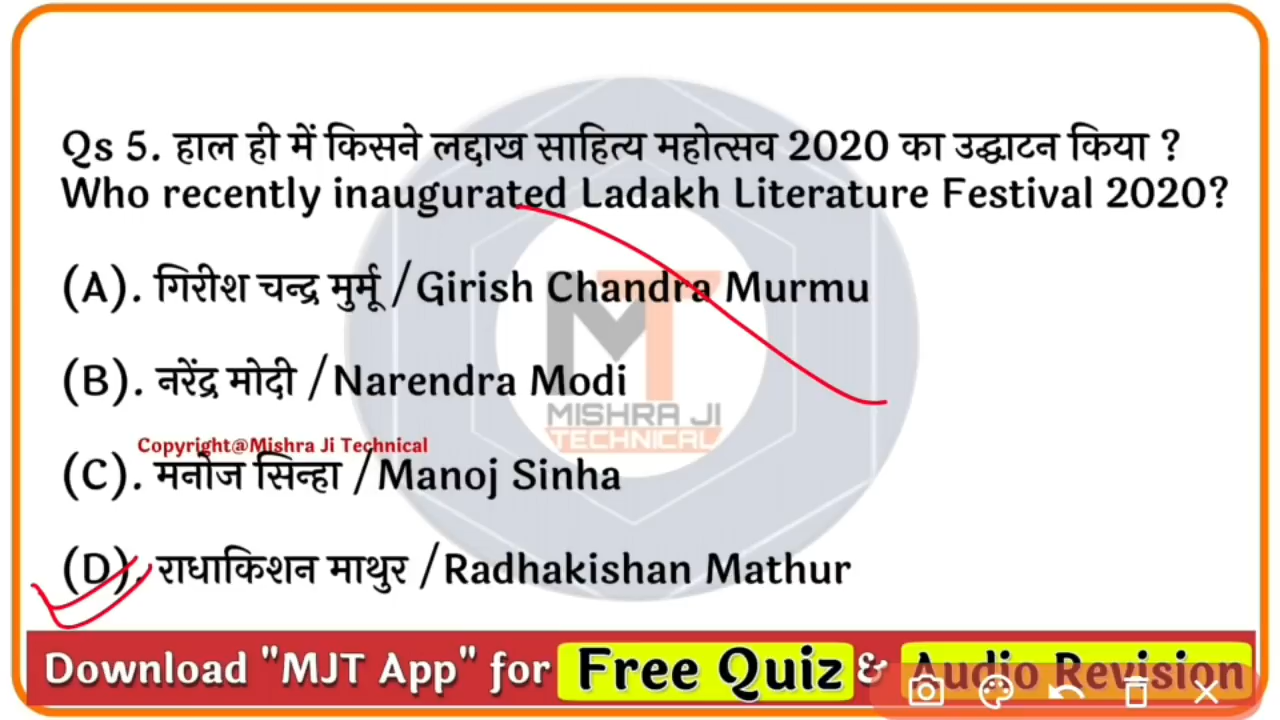 Qs 5. हाल ही में किसने लद्दाख साहित्य महोत्सव 2020 का उद्घाटन किया ?
Who recently inaugurated Ladakh Literature Festival 2020?
(A). गिरीश चन्द्र मुर्मू /Girish Chandra Murmu
(B). नरेंद्र मोदी /Narendra Modi
MISHRA JI
TECHNICAL
Copyright@Mishra Ji Technical
(C). मनोज सिन्हा /Manoj Sinha
(D). राधाकिशन माथुर /Radhakishan Mathur
Download "MJT App" for Free Quiz & Audio Revision